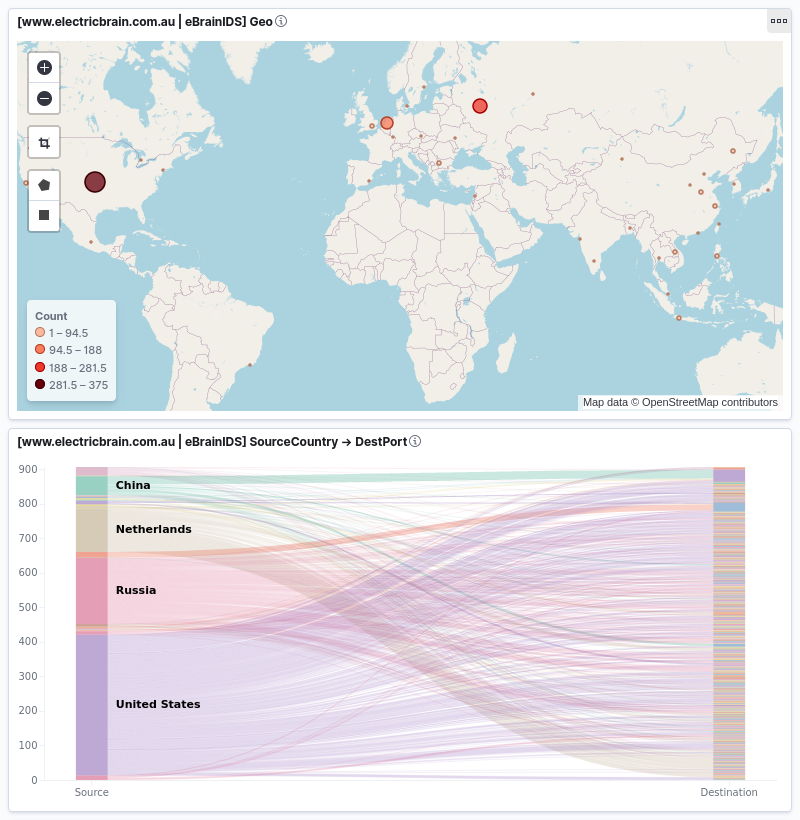 [www.electricbrain.com.au | eBrainIDS] Geo
Count
1 – 94.5
94.5 – 188
188 – 281.5
281.5 – 375
Map data © OpenStreetMap contributors
[www.electricbrain.com.au | eBrainIDS] SourceCountry → DestPort
900
800
700
600
500
400
300
200
100
0
China
Netherlands
Russia
United States
Source
Destination